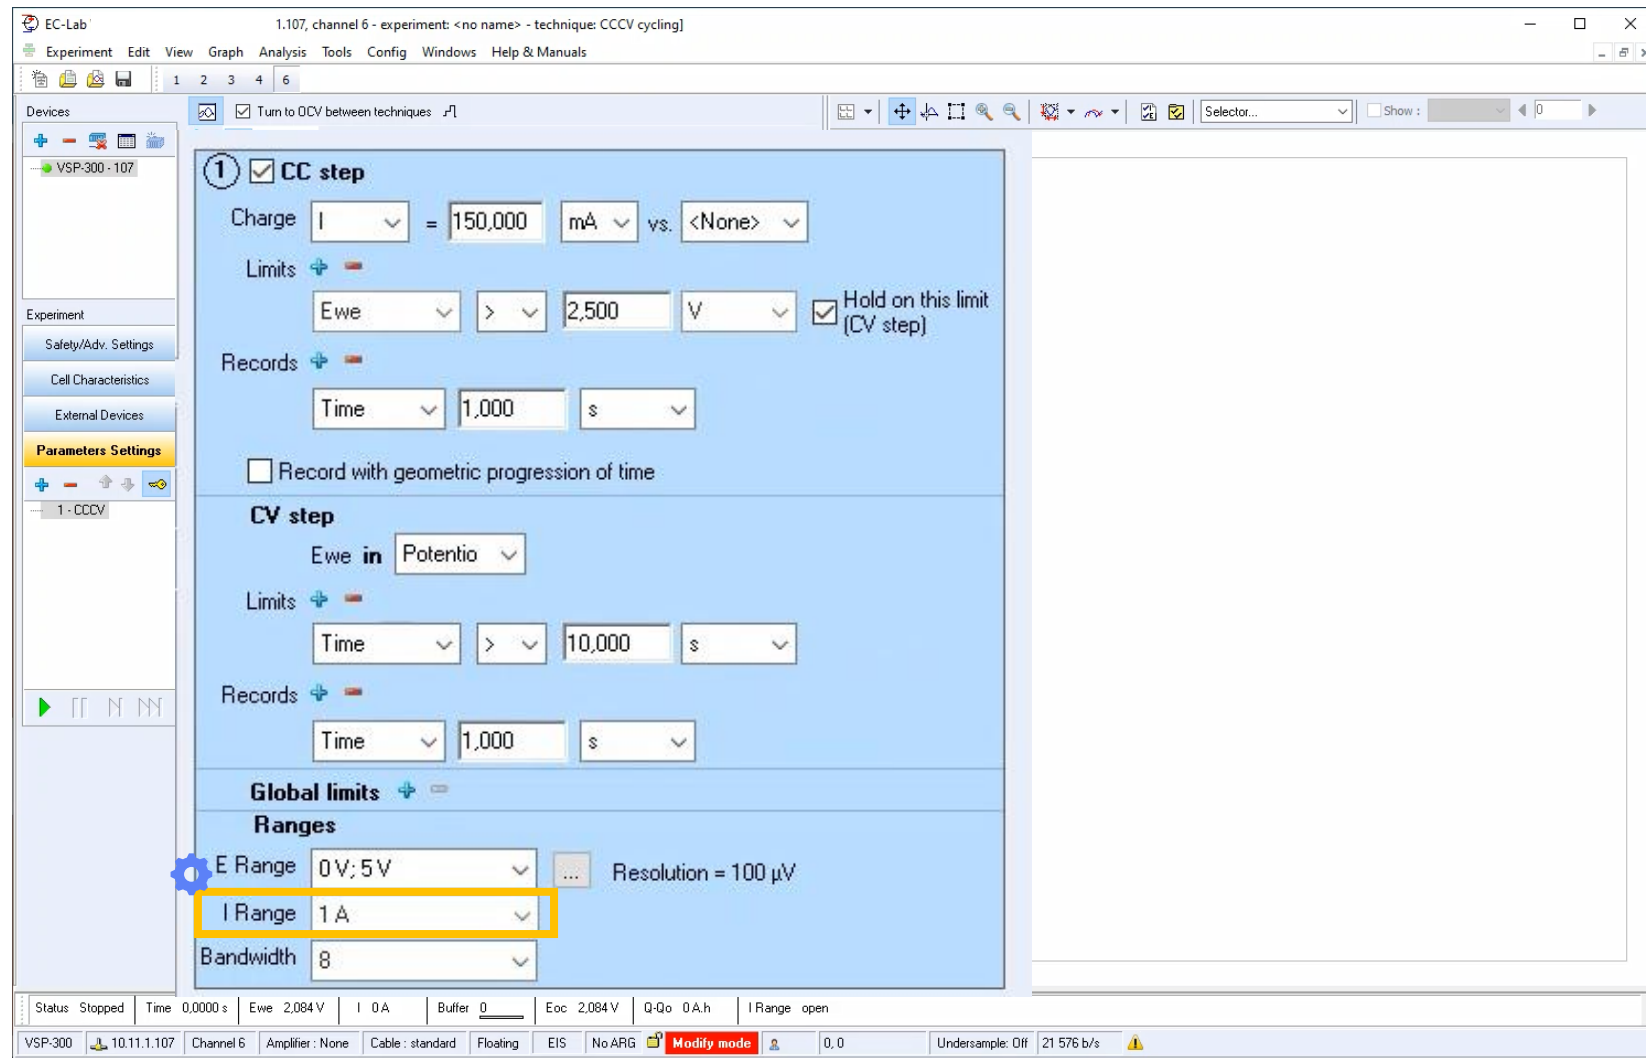 EC-Lab 1.107, channel 6 - experiment: <no name> - technique: CCCV cycling]
Experiment Edit View Graph Analysis Tools Config Windows Help & Manuals
1 2 3 4 6
Devices
Turn to OCV between techniques
Selector...
Show :
0
VSP-300 - 107
Experiment
Safety/Adv. Settings
Cell Characteristics
External Devices
Parameters Settings
1 - CCCV
1 CC step
Charge I = 150,000 mA vs. <None>
Limits
Ewe > 2,500 V Hold on this limit
(CV step)
Records
Time 1,000 s
Record with geometric progression of time
CV step
Ewe in Potentio
Limits
Time > 10,000 s
Records
Time 1,000 s
Global limits
Ranges
E Range 0 V; 5 V ... Resolution = 100 µV
I Range 1 A
Bandwidth 8
Status Stopped Time 0,0000 s Ewe 2,084 V I 0 A Buffer 0 Eoc 2,084 V Q-Qo 0 A.h I Range open
VSP-300 10.11.1.107 Channel 6 Amplifier : None Cable : standard Floating EIS No ARG Modify mode 0, 0 Undersample: Off 21 576 b/s